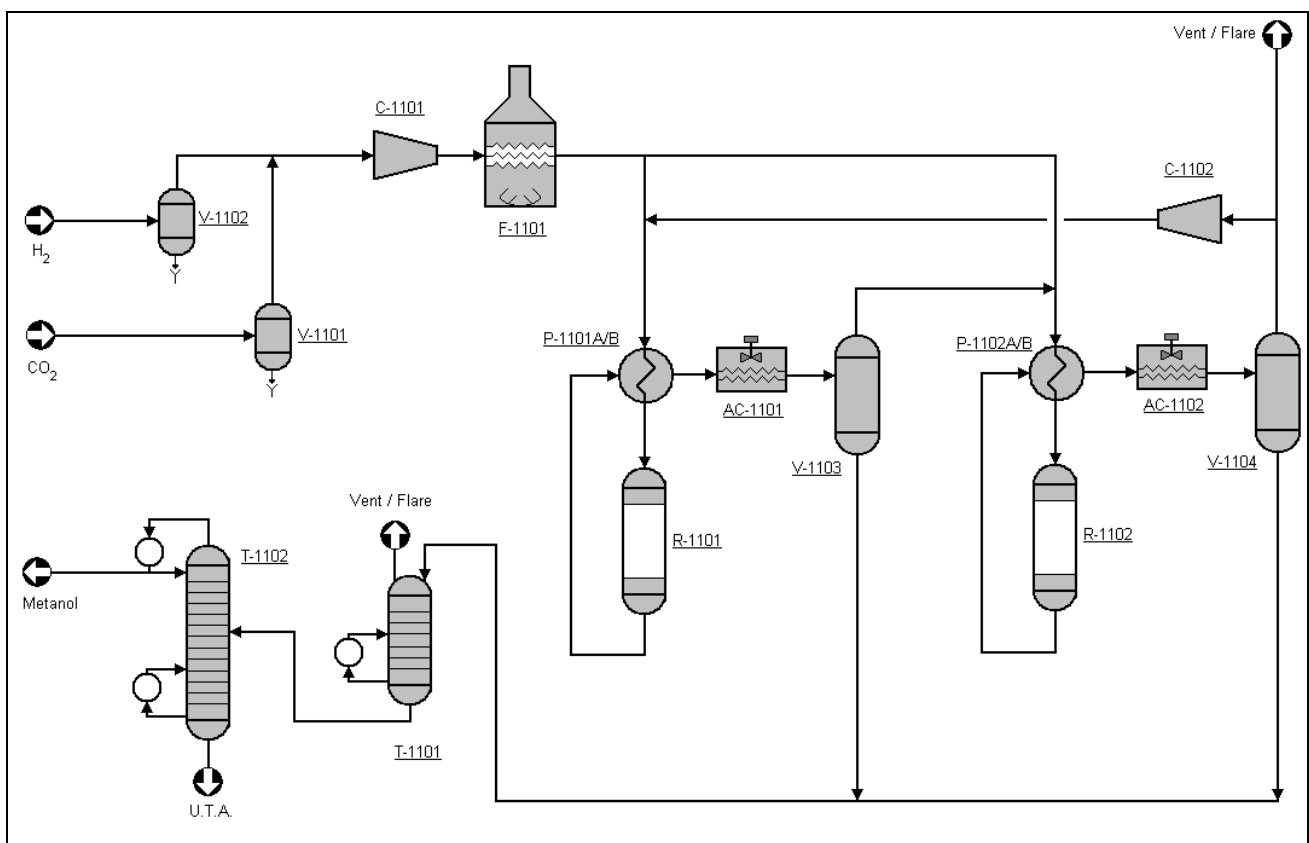 Vent / Flare
C-1101
C-1102
V-1102
F-1101
H₂
V-1101
CO₂
P-1101A/B
P-1102A/B
AC-1101
AC-1102
V-1103
V-1104
Vent / Flare
R-1101
R-1102
T-1102
Metanol
T-1101
U.T.A.